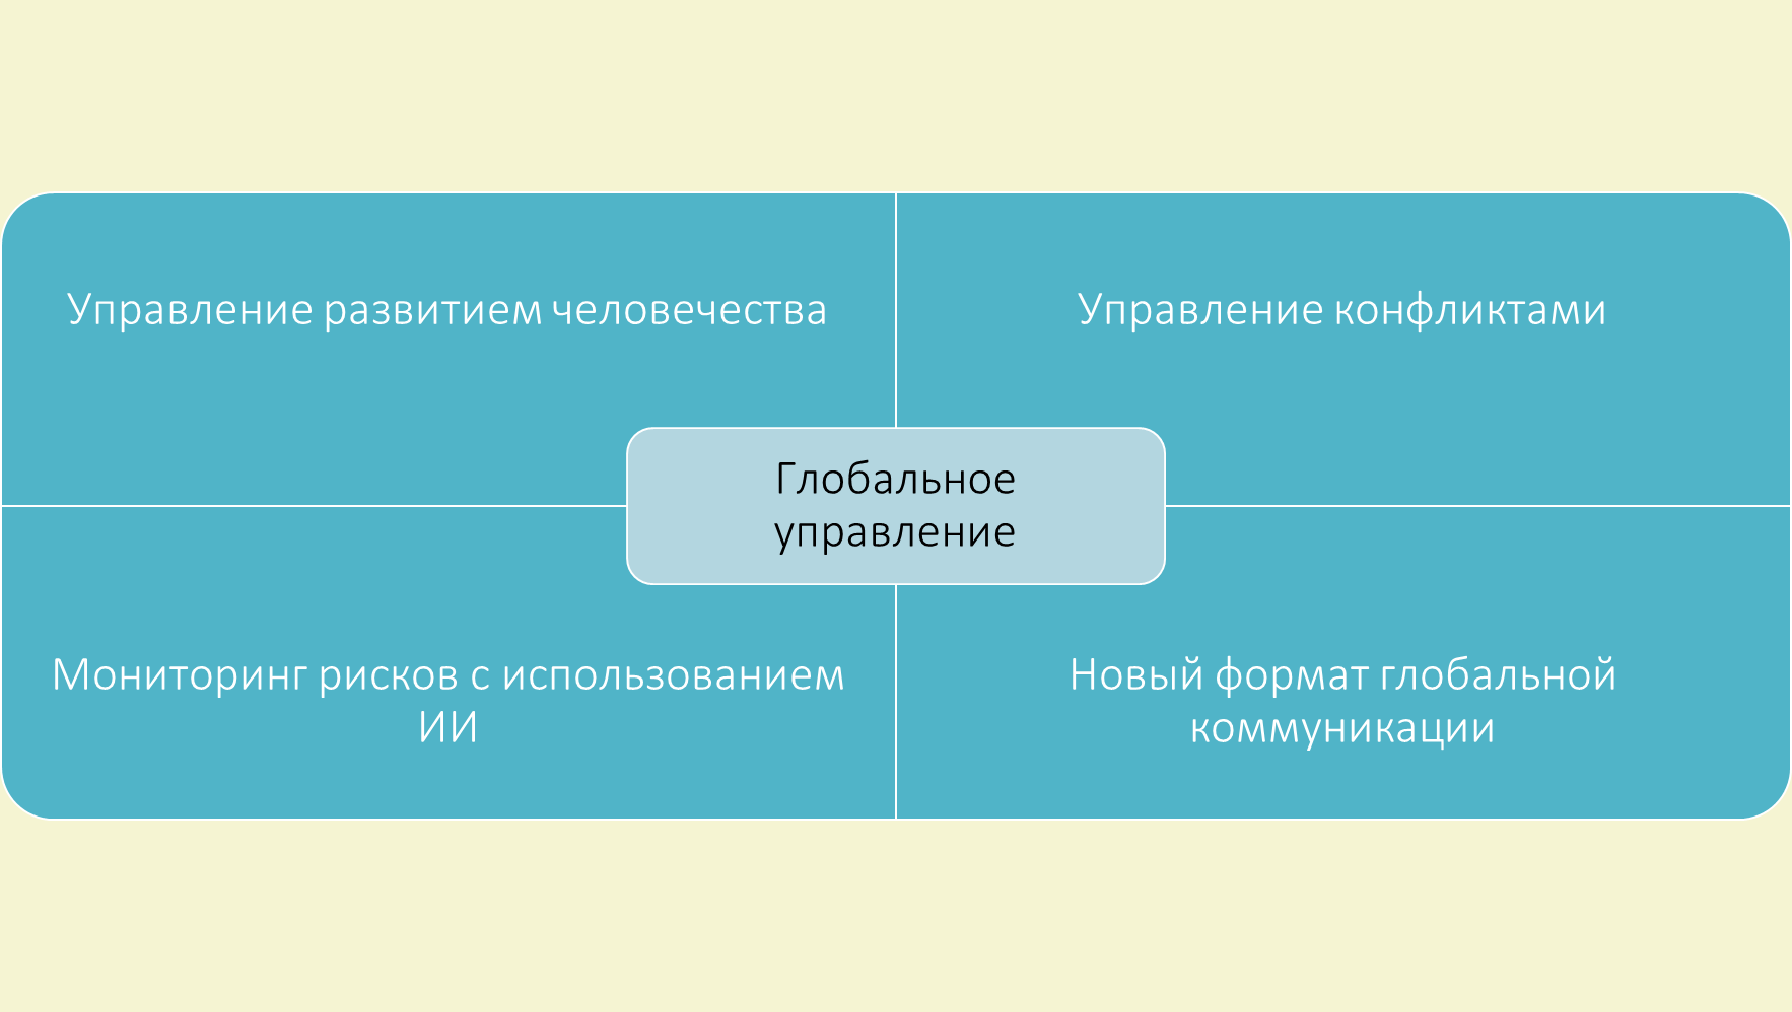 Управление развитием человечества
Управление конфликтами
Глобальное
управление
Мониторинг рисков с использованием
ИИ
Новый формат глобальной
коммуникации